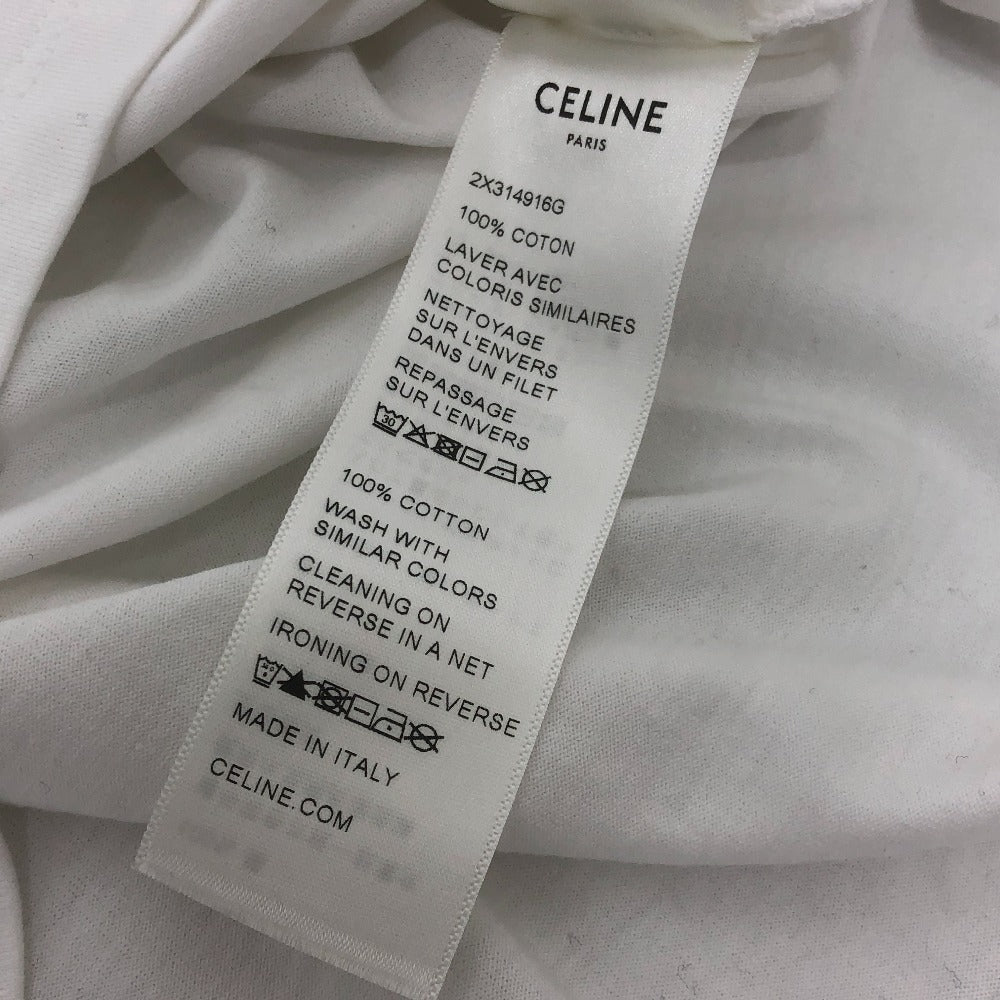 CELINE
PARIS
2X314916G
100% COTON
LAVER AVEC
COLORIS SIMILAIRES
NETTOYAGE
SUR L'ENVERS
DANS UN FILET
REPASSAGE
SUR L'ENVERS
30
100% COTTON
WASH WITH
SIMILAR COLORS
CLEANING ON
REVERSE IN A NET
IRONING ON REVERSE
MADE IN ITALY
CELINE.COM